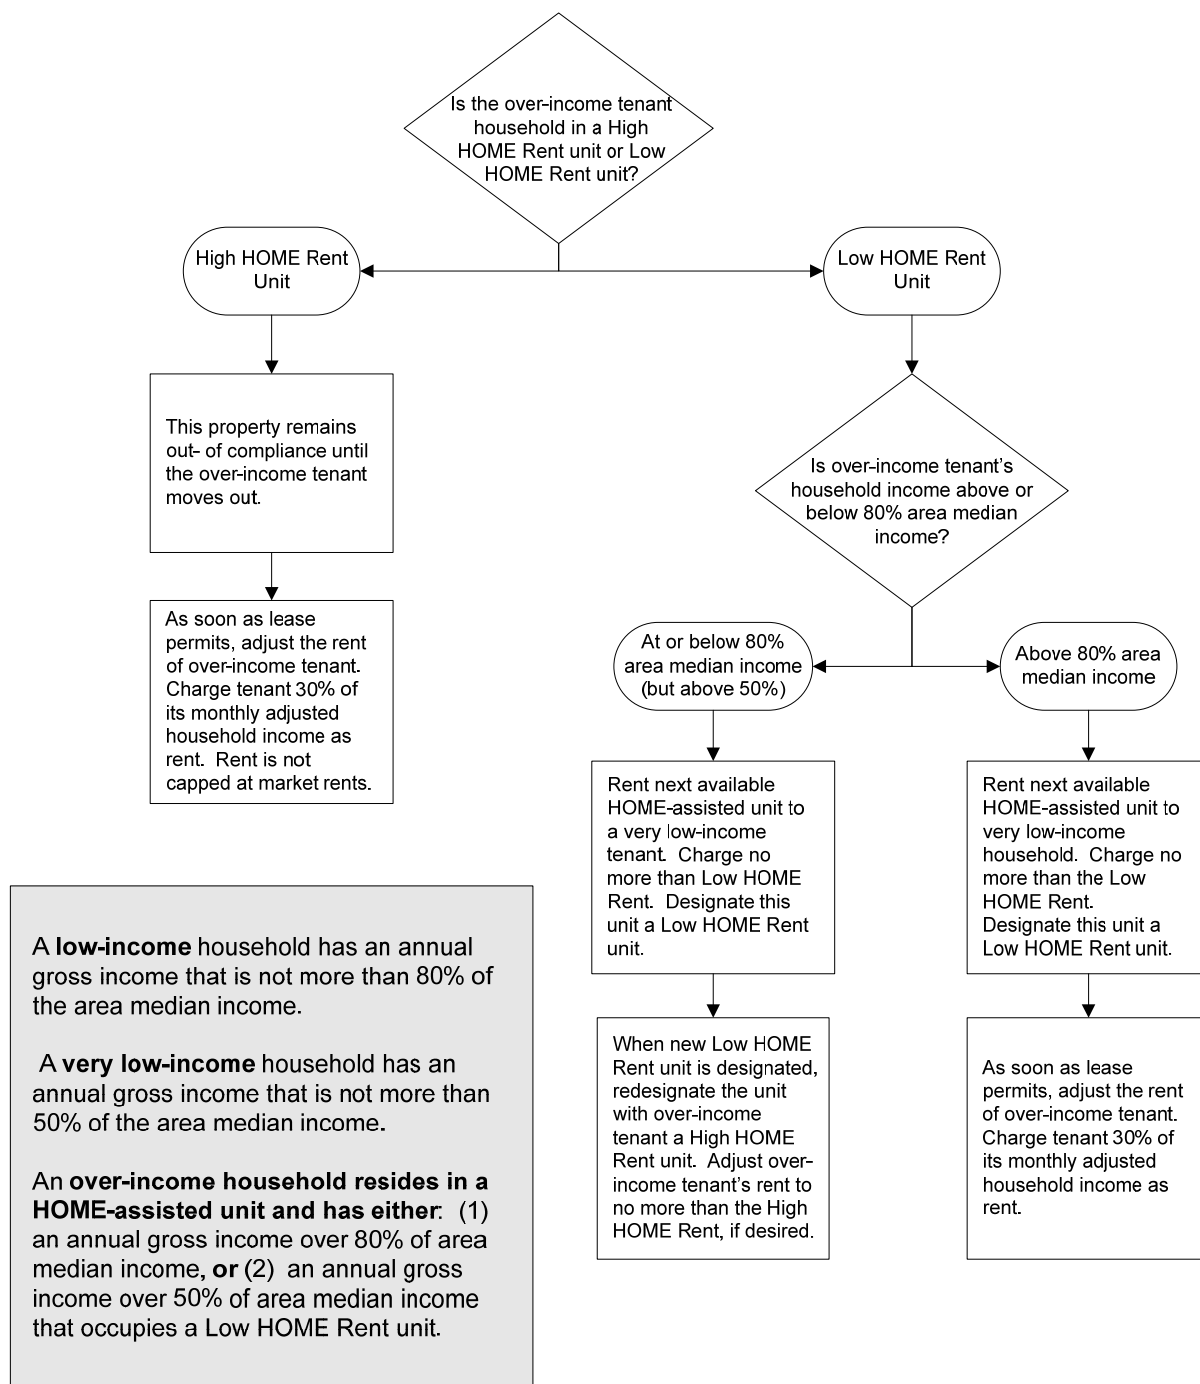 Is the over-income tenant
household in a High
HOME Rent unit or Low
HOME Rent unit?
High HOME Rent
Unit
Low HOME Rent
Unit
This property remains
out- of compliance until
the over-income tenant
moves out.
As soon as lease
permits, adjust the rent
of over-income tenant.
Charge tenant 30% of
its monthly adjusted
household income as
rent.  Rent is not
capped at market rents.
Is over-income tenant's
household income above or
below 80% area median
income?
At or below 80%
area median income
(but above 50%)
Above 80% area
median income
Rent next available
HOME-assisted unit to
a very low-income
tenant.  Charge no
more than Low HOME
Rent.  Designate this
unit a Low HOME Rent
unit.
Rent next available
HOME-assisted unit to
very low-income
household.  Charge no
more than the Low
HOME Rent.
Designate this unit a
Low HOME Rent unit.
When new Low HOME
Rent unit is designated,
redesignate the unit
with over-income
tenant a High HOME
Rent unit.  Adjust over-
income tenant's rent to
no more than the High
HOME Rent, if desired.
As soon as lease
permits, adjust the rent
of over-income tenant.
Charge tenant 30% of
its monthly adjusted
household income as
rent.
A low-income household has an annual
gross income that is not more than 80% of
the area median income.
A very low-income household has an
annual gross income that is not more than
50% of the area median income.
An over-income household resides in a
HOME-assisted unit and has either:  (1)
an annual gross income over 80% of area
median income, or (2)  an annual gross
income over 50% of area median income
that occupies a Low HOME Rent unit.